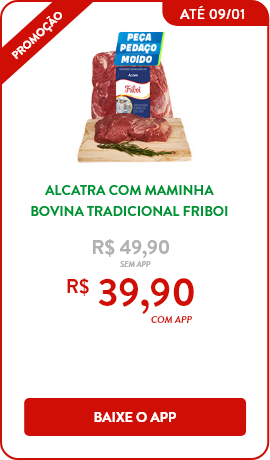 PROMOÇÃO
ATÉ 09/01
PEÇA
PEDAÇO
MOÍDO
Friboi
ALCATRA COM MAMINHA
BOVINA TRADICIONAL FRIBOI
R$ 49,90
SEM APP
R$ 39,90
COM APP
BAIXE O APP